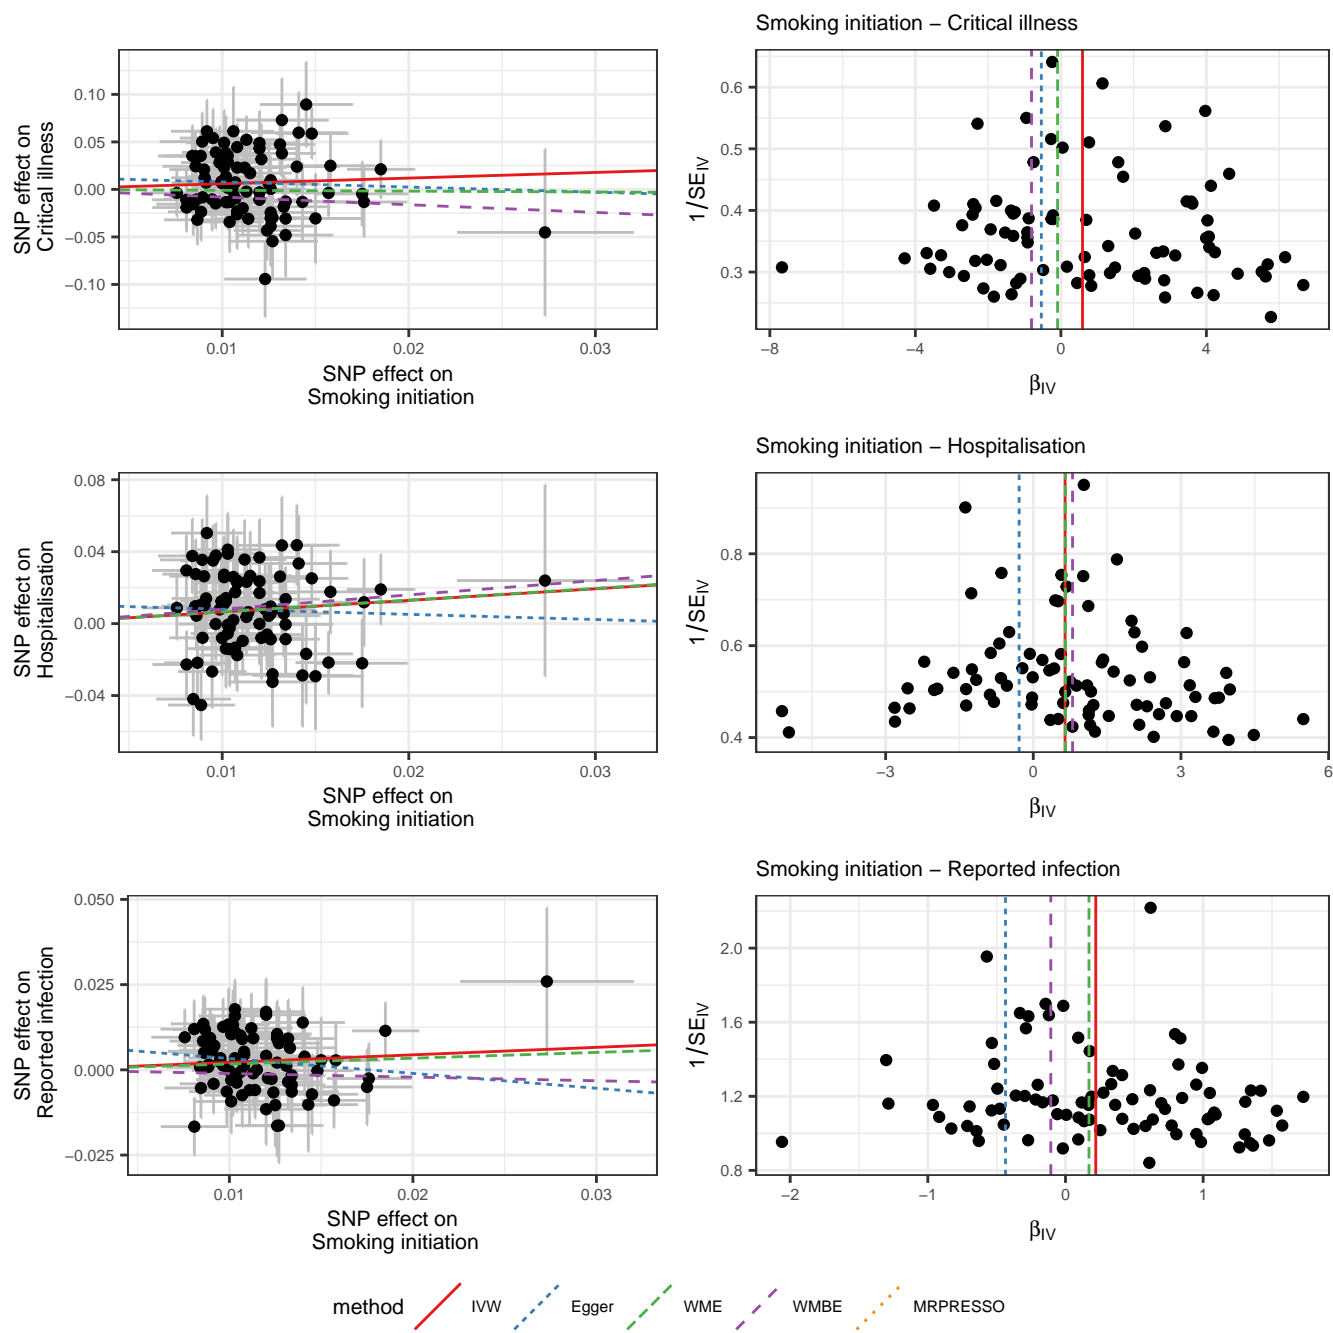 Smoking initiation − Critical illness
0.10
0.05
0.00
−0.05
−0.10
SNP effect on
Critical illness
0.01
0.02
0.03
SNP effect on
Smoking initiation
0.6
0.5
0.4
0.3
1/SE_IV
−8
−4
0
4
β_IV
Smoking initiation − Hospitalisation
0.08
0.04
0.00
−0.04
SNP effect on
Hospitalisation
0.01
0.02
0.03
SNP effect on
Smoking initiation
0.8
0.6
0.4
1/SE_IV
−3
0
3
6
β_IV
Smoking initiation − Reported infection
0.050
0.025
0.000
−0.025
SNP effect on
Reported infection
0.01
0.02
0.03
SNP effect on
Smoking initiation
2.0
1.6
1.2
0.8
1/SE_IV
−2
−1
0
1
β_IV
method IVW Egger WME WMBE MRPRESSO